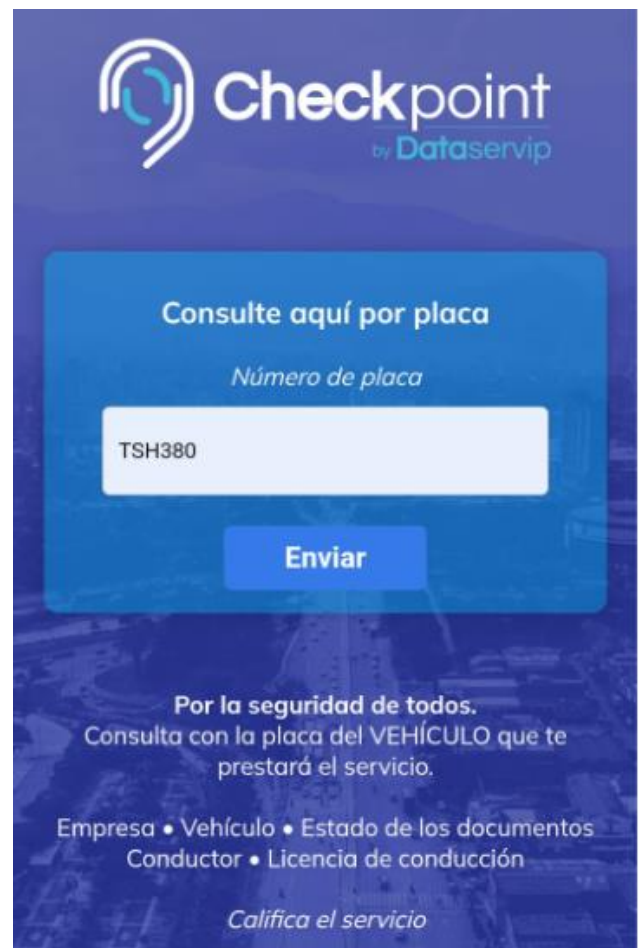 Checkpoint
by Dataservip
Consulte aquí por placa
Número de placa
TSH380
Enviar
Por la seguridad de todos.
Consulta con la placa del VEHÍCULO que te
prestará el servicio.
Empresa • Vehículo • Estado de los documentos
Conductor • Licencia de conducción
Califica el servicio